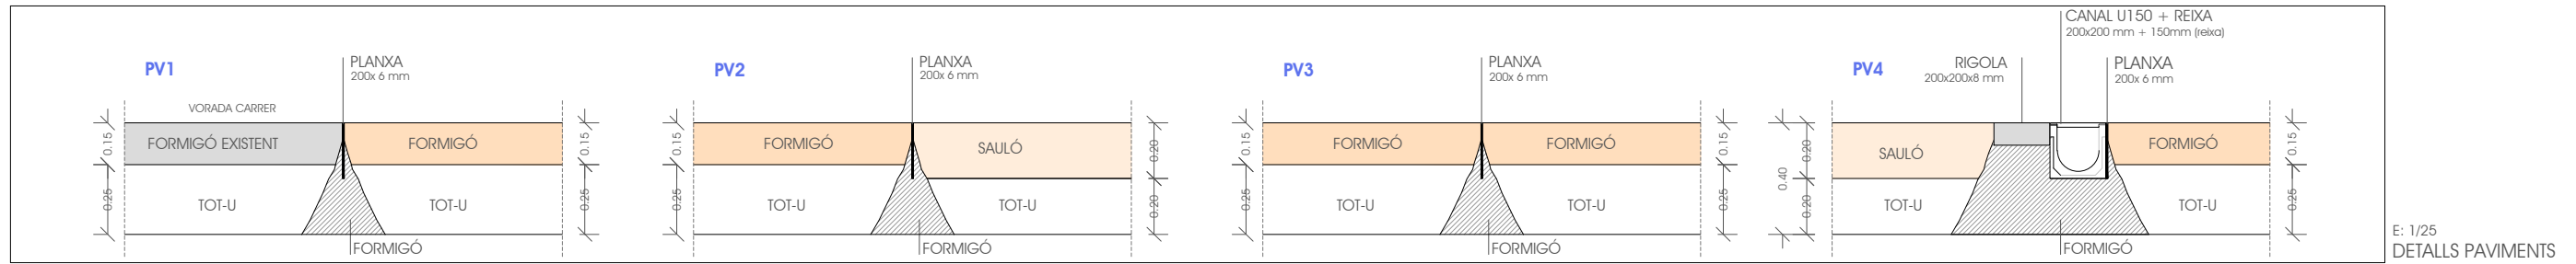 PV1
PLANXA
200x 6 mm
VORADA CARRER
FORMIGÓ EXISTENT
FORMIGÓ
0.15
0.25
0.15
0.25
TOT-U
TOT-U
FORMIGÓ
PV2
PLANXA
200x 6 mm
FORMIGÓ
SAULÓ
0.15
0.25
0.20
0.20
TOT-U
TOT-U
FORMIGÓ
PV3
PLANXA
200x 6 mm
FORMIGÓ
FORMIGÓ
0.15
0.25
0.15
0.25
TOT-U
TOT-U
FORMIGÓ
PV4
CANAL U150 + REIXA
200x200 mm + 150mm (reixa)
RIGOLA
200x200x8 mm
PLANXA
200x 6 mm
SAULÓ
FORMIGÓ
0.40
0.20
0.20
0.15
0.25
TOT-U
TOT-U
FORMIGÓ
E: 1/25
DETALLS PAVIMENTS